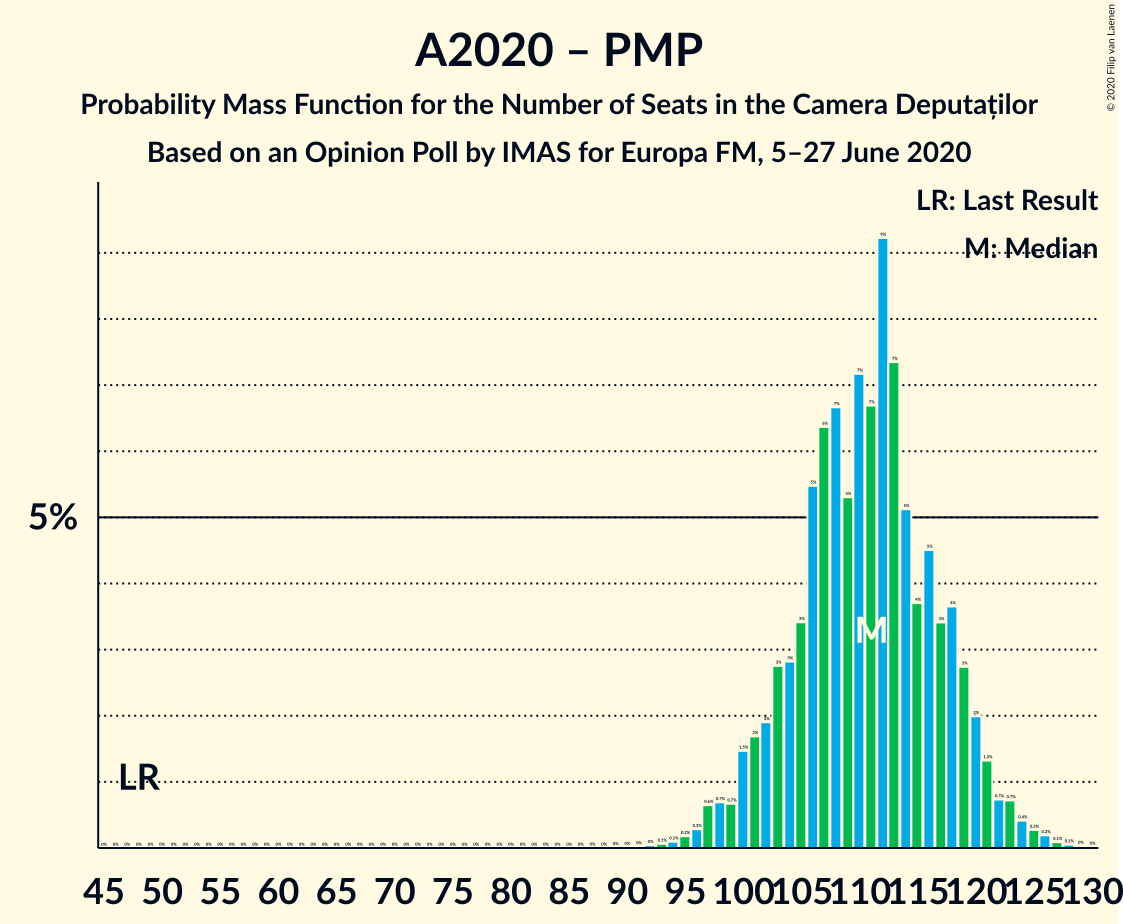 A2020 – PMP
Probability Mass Function for the Number of Seats in the Camera Deputaților
Based on an Opinion Poll by IMAS for Europa FM, 5–27 June 2020
© 2020 Filip van Laenen
LR: Last Result
M: Median
5%
LR
M
45 50 55 60 65 70 75 80 85 90 95 100 105 110 115 120 125 130